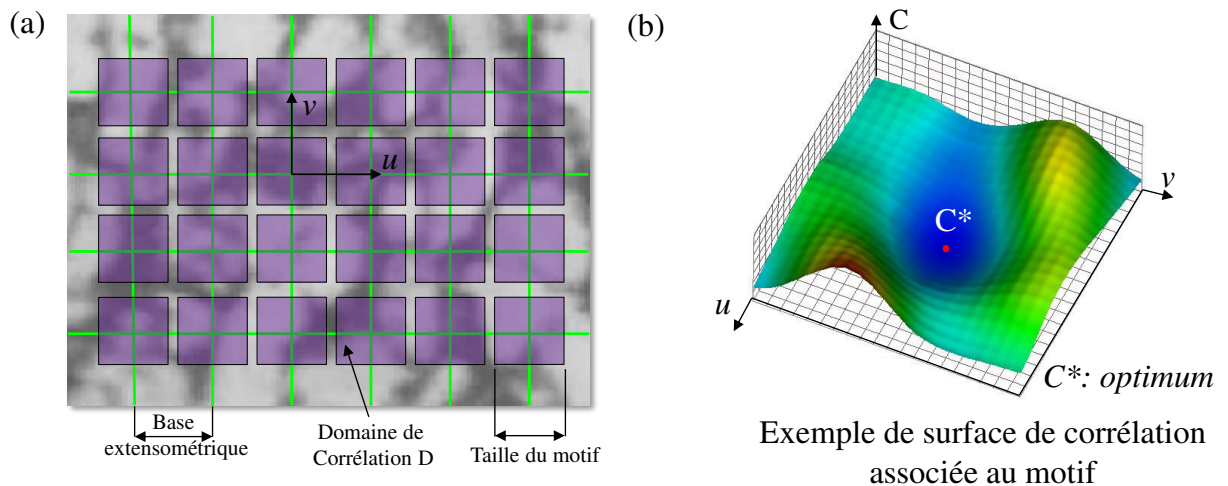 (a)
v
u
Base
extensométrique
Domaine de
Corrélation D
Taille du motif
(b)
C
v
C*
u
C*: optimum
Exemple de surface de corrélation
associée au motif